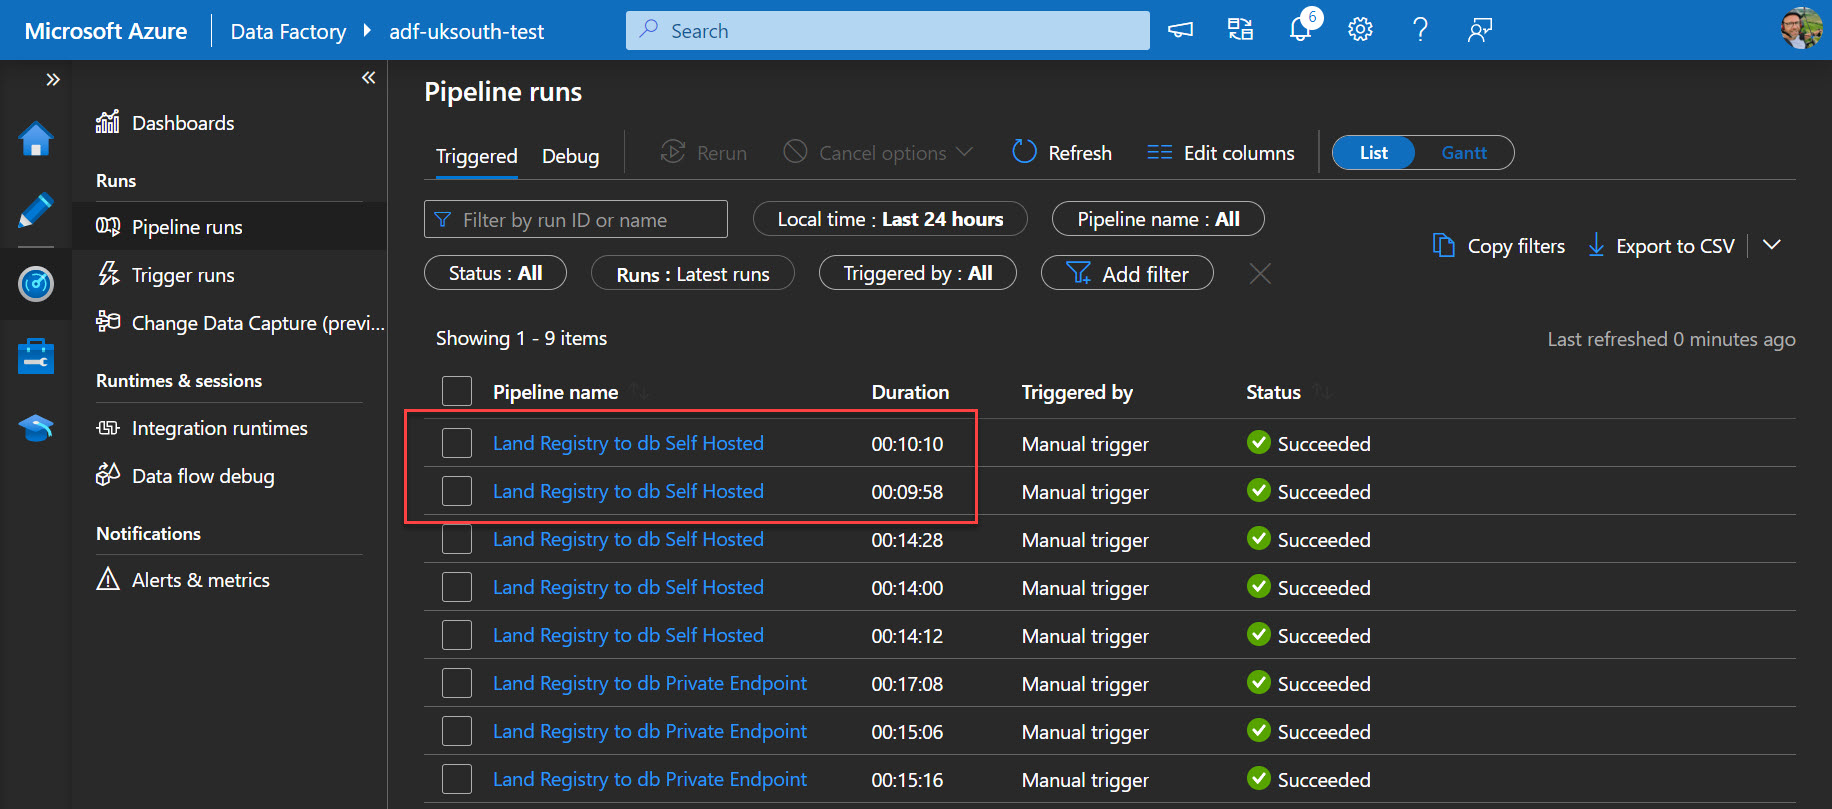 Microsoft Azure Data Factory adf-uksouth-test Search 6
Pipeline runs
Dashboards
Triggered Debug Rerun Cancel options Refresh Edit columns List Gantt
Runs
Filter by run ID or name Local time : Last 24 hours Pipeline name : All
Pipeline runs
Copy filters Export to CSV
Trigger runs Status : All Runs : Latest runs Triggered by : All Add filter
Change Data Capture (previ...
Showing 1 - 9 items Last refreshed 0 minutes ago
Runtimes & sessions
Pipeline name Duration Triggered by Status
Integration runtimes
Land Registry to db Self Hosted 00:10:10 Manual trigger Succeeded
Data flow debug
Land Registry to db Self Hosted 00:09:58 Manual trigger Succeeded
Notifications
Land Registry to db Self Hosted 00:14:28 Manual trigger Succeeded
Alerts & metrics
Land Registry to db Self Hosted 00:14:00 Manual trigger Succeeded
Land Registry to db Self Hosted 00:14:12 Manual trigger Succeeded
Land Registry to db Private Endpoint 00:17:08 Manual trigger Succeeded
Land Registry to db Private Endpoint 00:15:06 Manual trigger Succeeded
Land Registry to db Private Endpoint 00:15:16 Manual trigger Succeeded